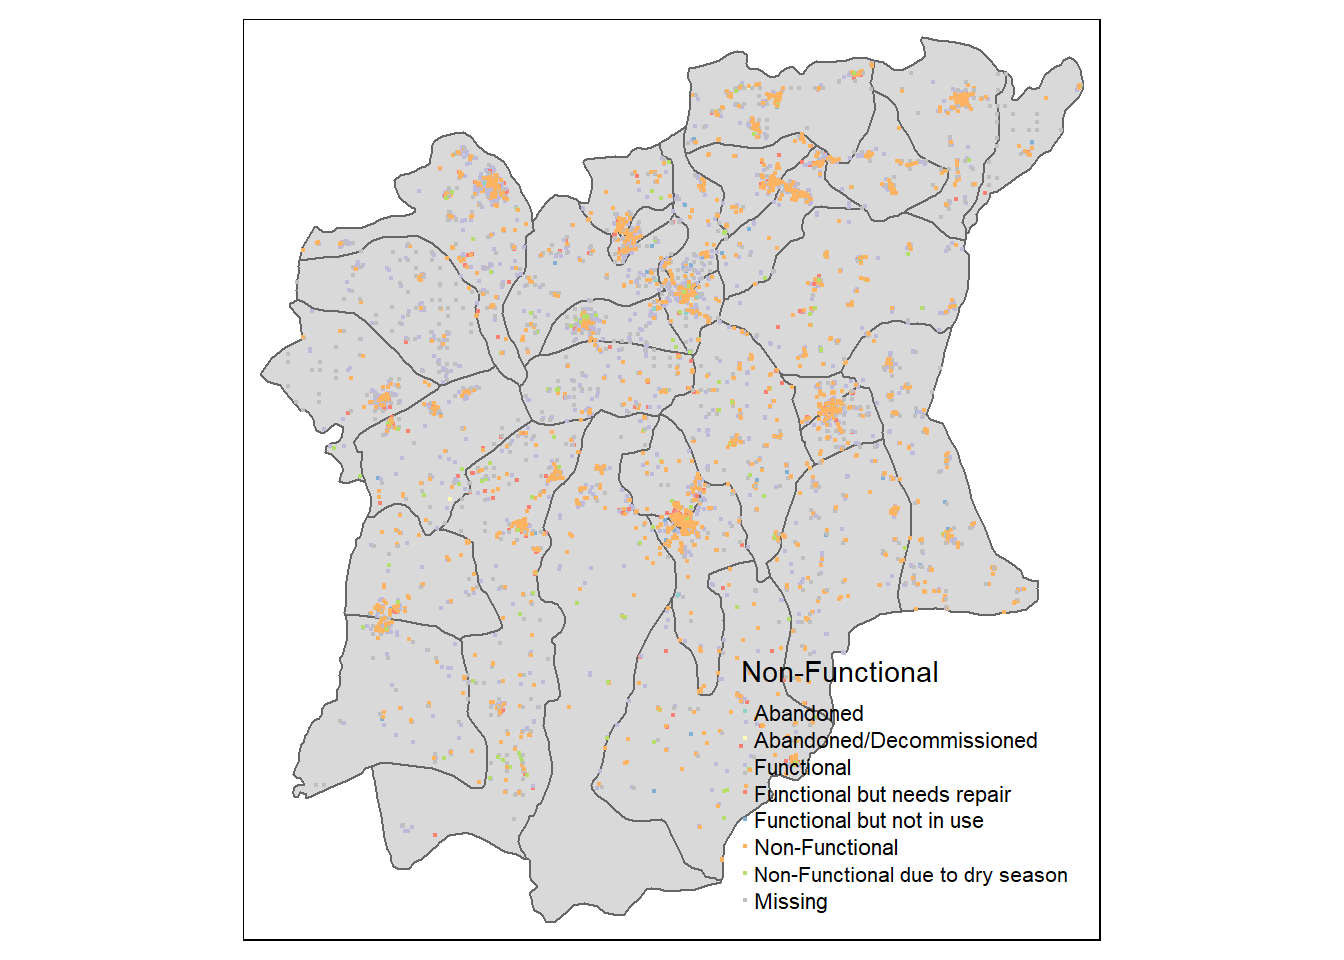 Non-Functional
Abandoned
Abandoned/Decommissioned
Functional
Functional but needs repair
Functional but not in use
Non-Functional
Non-Functional due to dry season
Missing